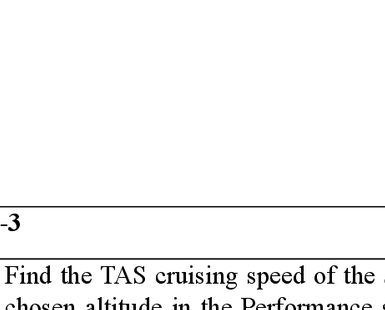 -3
Find the TAS cruising speed of the
chosen altitude in the Performance